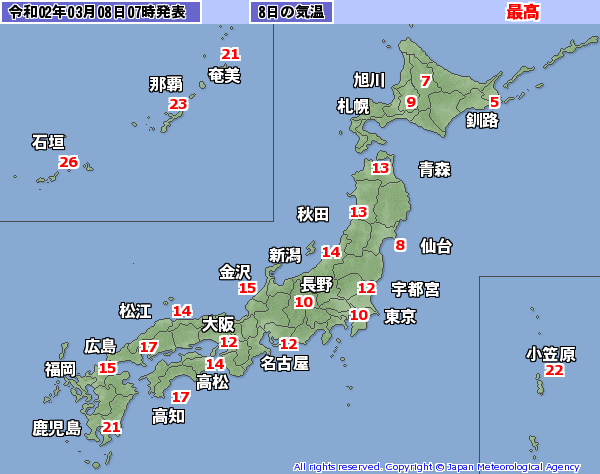 令和02年03月08日07時発表 8日の気温 最高
21
奄美
那覇
23
石垣
26
旭川 7
札幌 9 5
釧路
13 青森
秋田 13
8 仙台
新潟 14
金沢 15
長野 10
12 宇都宮
10 東京
松江 14
大阪 12
広島 17
12
名古屋
福岡 15
14
高松
17
高知
鹿児島 21
小笠原
22
All rights reserved. Copyright © Japan Meteorological Agency